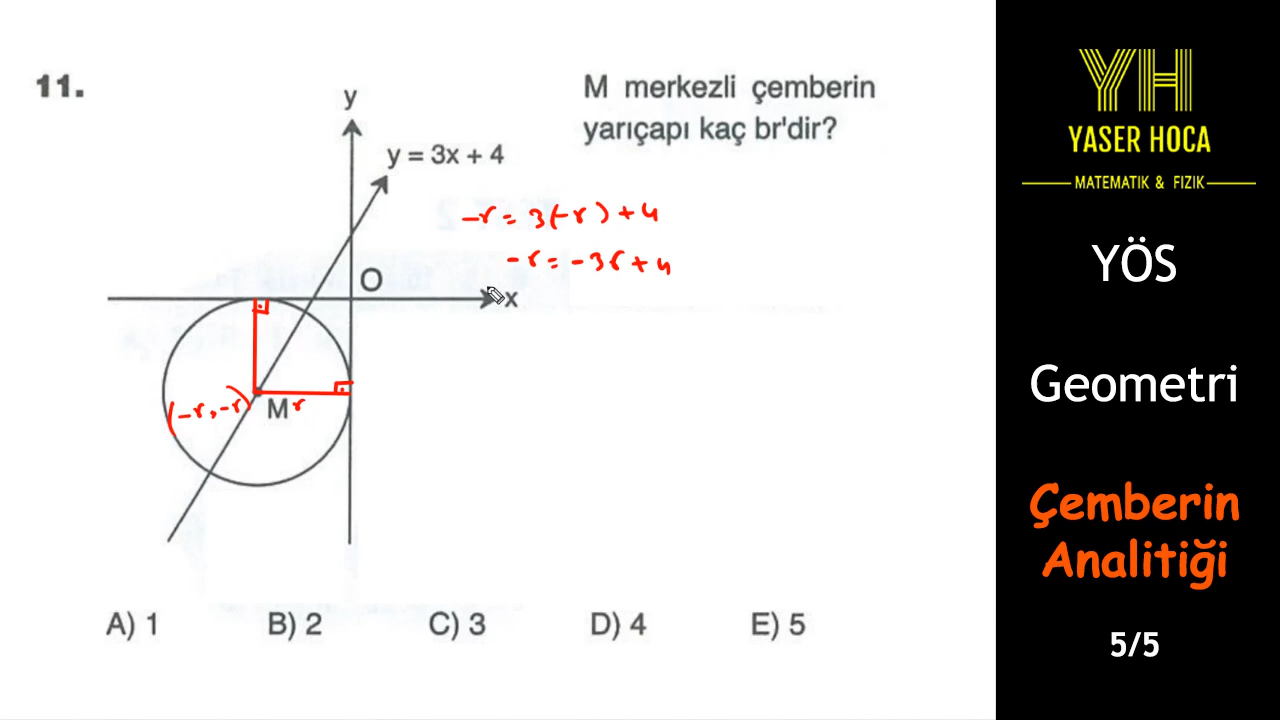 11.
M merkezli çemberin
yarıçapı kaç br'dir?
y
y = 3x + 4
-r = 3(-r) + 4
-r = -3r + 4
O
x
(-r, -r)
M r
A) 1 B) 2 C) 3 D) 4 E) 5
YH
YASER HOCA
MATEMATIK & FIZIK
YÖS
Geometri
Çemberin
Analitiği
5/5